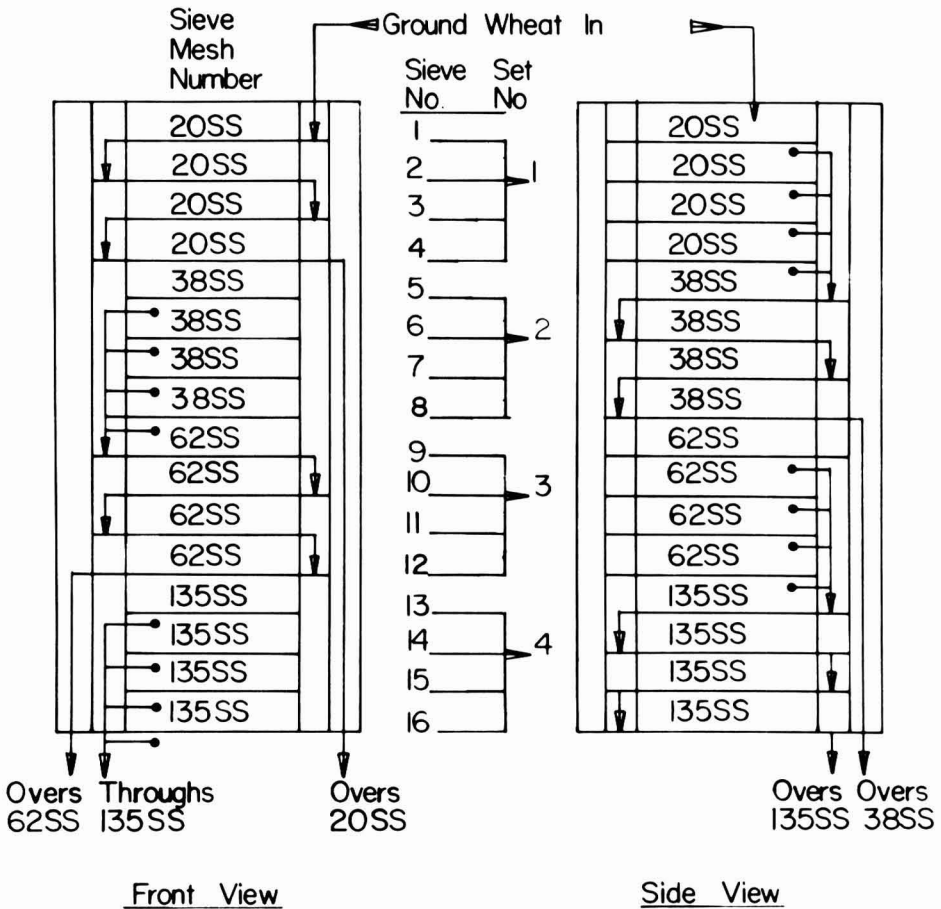 Sieve
Mesh
Number
Ground Wheat In
Sieve Set
No. No
20SS
20SS
20SS
20SS
38SS
38SS
38SS
38SS
62SS
62SS
62SS
62SS
135SS
135SS
135SS
135SS
1
2
3
4
5
6
7
8
9
10
11
12
13
14
15
16
1
2
3
4
20SS
20SS
20SS
20SS
38SS
38SS
38SS
38SS
62SS
62SS
62SS
62SS
135SS
135SS
135SS
135SS
Overs Throughs Overs
62SS 135SS 20SS
Overs Overs
135SS 38SS
Front View
Side View